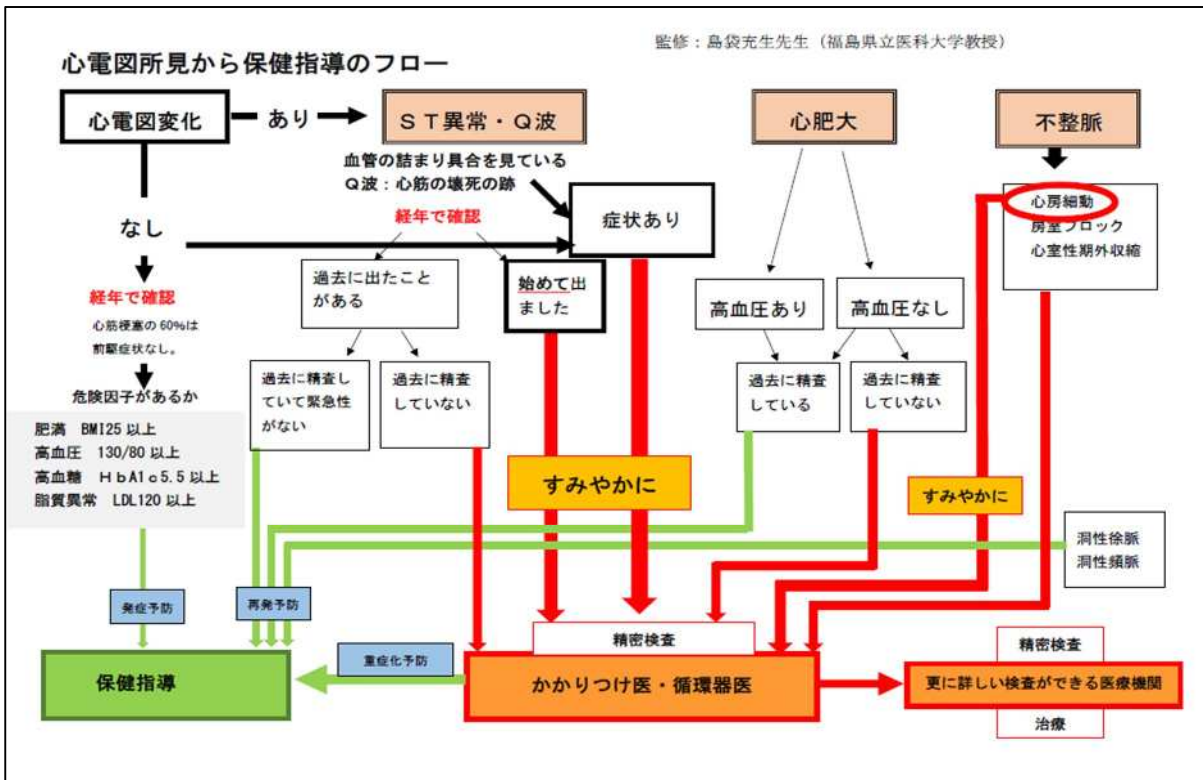 監修：島袋充生先生（福島県立医科大学教授）
心電図所見から保健指導のフロー
心電図変化
あり
ＳＴ異常・Ｑ波
心肥大
不整脈
血管の詰まり具合を見ている
Ｑ波：心筋の壊死の跡
経年で確認
症状あり
心房細動
房室ブロック
心室性期外収縮
なし
過去に出たこと
がある
始めて出
ました
高血圧あり
高血圧なし
経年で確認
心筋梗塞の60%は
前駆症状なし。
過去に精査し
ていて緊急性
がない
過去に精査
していない
過去に精査
している
過去に精査
していない
危険因子があるか
肥満　BMI25以上
高血圧　130/80以上
高血糖　ＨｂA1ｃ5.5以上
脂質異常　LDL120以上
すみやかに
すみやかに
洞性徐脈
洞性頻脈
発症予防
再発予防
精密検査
重症化予防
保健指導
かかりつけ医・循環器医
精密検査
更に詳しい検査ができる医療機関
治療